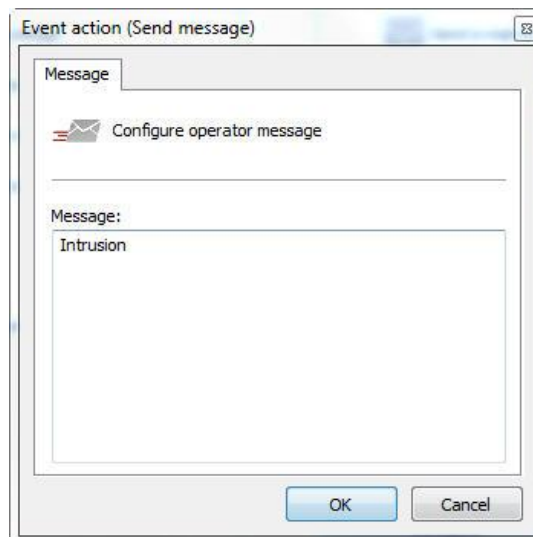 Event action (Send message)
Message
Configure operator message
Message:
Intrusion
OK
Cancel